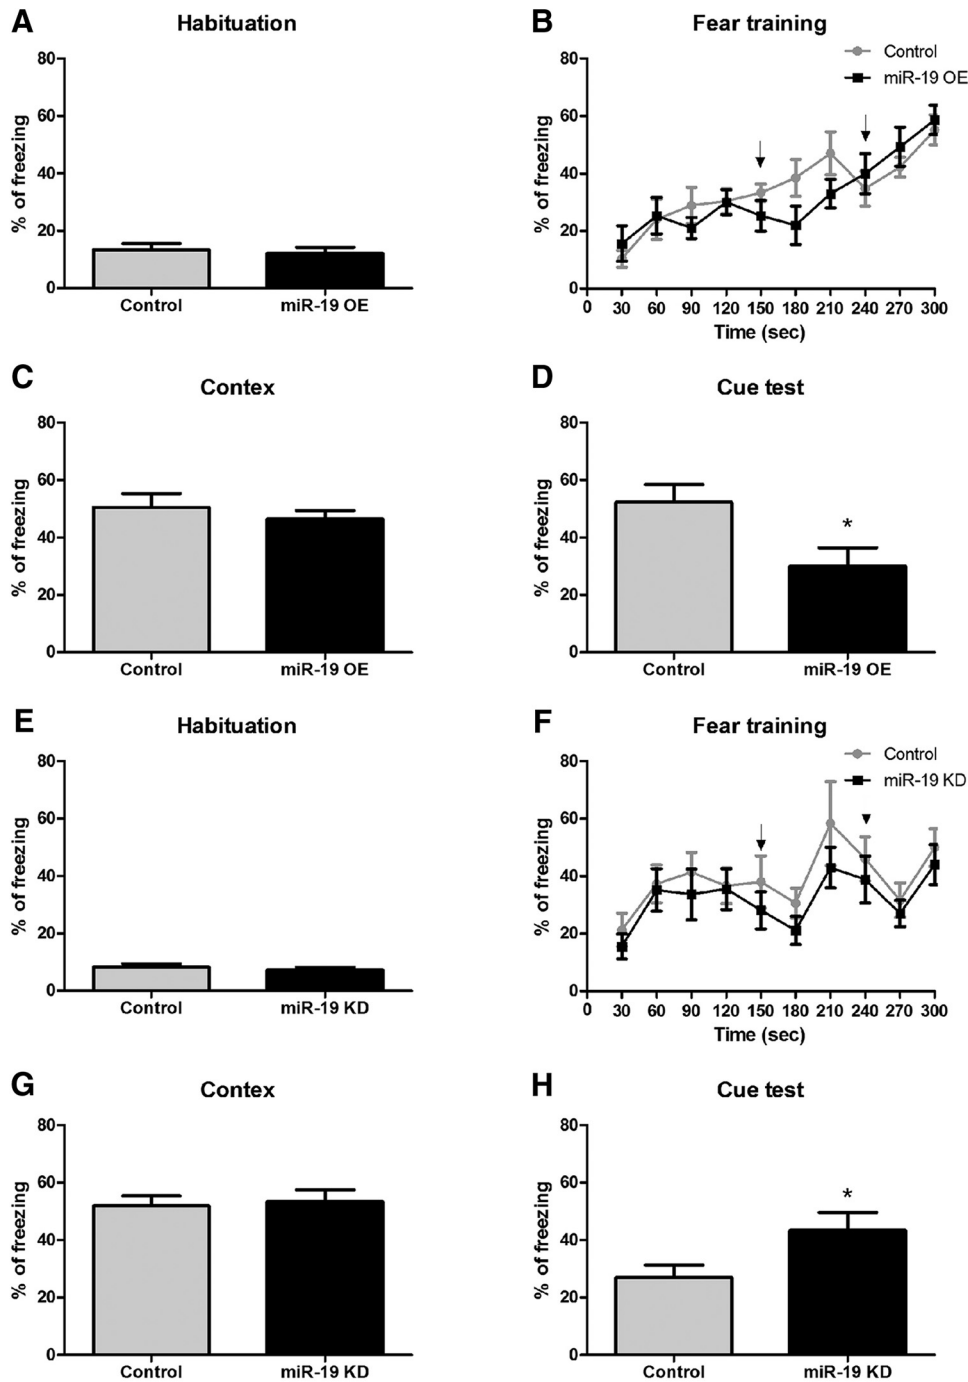 A Habituation
% of freezing
80
60
40
20
0
Control miR-19 OE
B Fear training
Control
miR-19 OE
% of freezing
80
60
40
20
0
0 30 60 90 120 150 180 210 240 270 300
Time (sec)
C Contex
% of freezing
80
60
40
20
0
Control miR-19 OE
D Cue test
% of freezing
80
60
40
20
0
*
Control miR-19 OE
E Habituation
% of freezing
80
60
40
20
0
Control miR-19 KD
F Fear training
Control
miR-19 KD
% of freezing
80
60
40
20
0
0 30 60 90 120 150 180 210 240 270 300
Time (sec)
G Contex
% of freezing
80
60
40
20
0
Control miR-19 KD
H Cue test
% of freezing
80
60
40
20
0
*
Control miR-19 KD